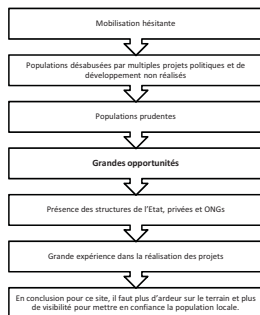 Mobilisation hésitante
Populations désabusées par multiples projets politiques et de
développement non réalisés
Populations prudentes
Grandes opportunités
Présence des structures de l'Etat, privées et ONGs
Grande expérience dans la réalisation des projets
En conclusion pour ce site, il faut plus d'ardeur sur le terrain et plus
de visibilité pour mettre en confiance la population locale.